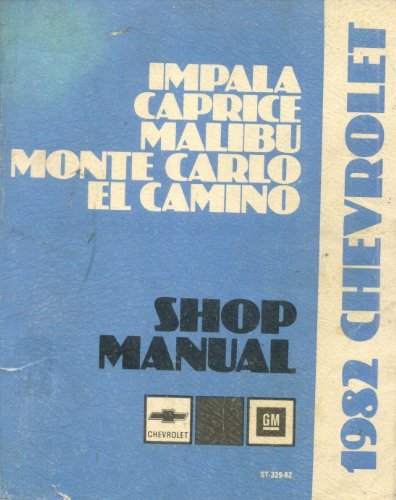 IMPALA
CAPRICE
MALIBU
MONTE CARLO
EL CAMINO
SHOP
MANUAL
CHEVROLET
GM
ST-329-82
1982 CHEVROLET